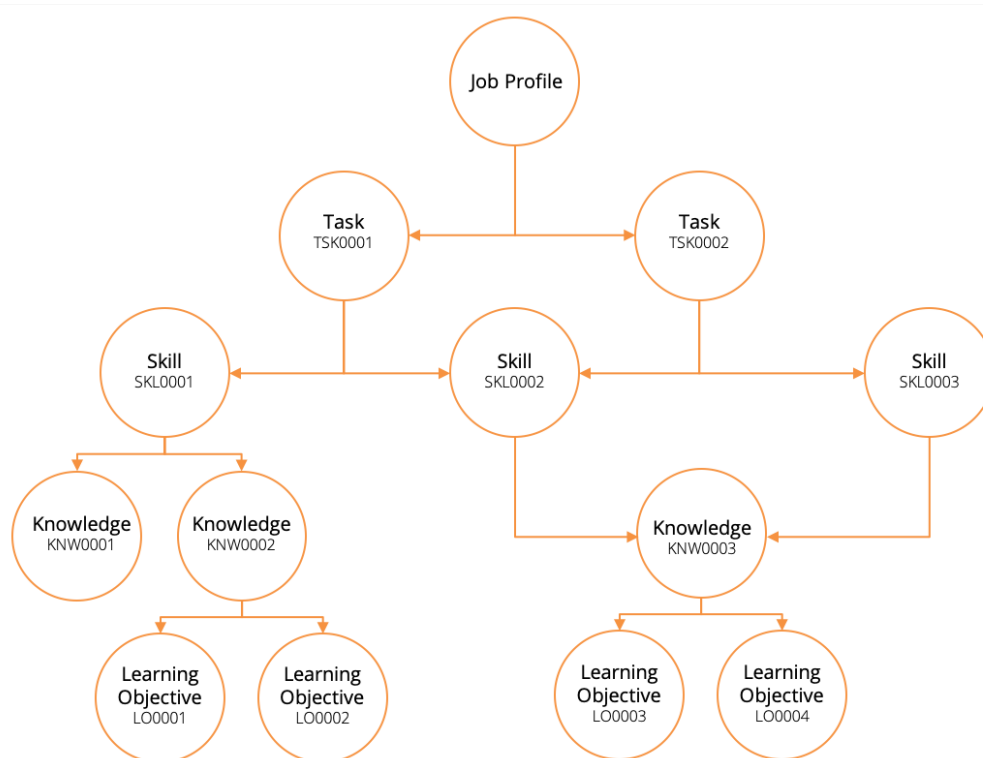 Job Profile
Task
TSK0001
Task
TSK0002
Skill
SKL0001
Skill
SKL0002
Skill
SKL0003
Knowledge
KNW0001
Knowledge
KNW0002
Knowledge
KNW0003
Learning
Objective
LO0001
Learning
Objective
LO0002
Learning
Objective
LO0003
Learning
Objective
LO0004